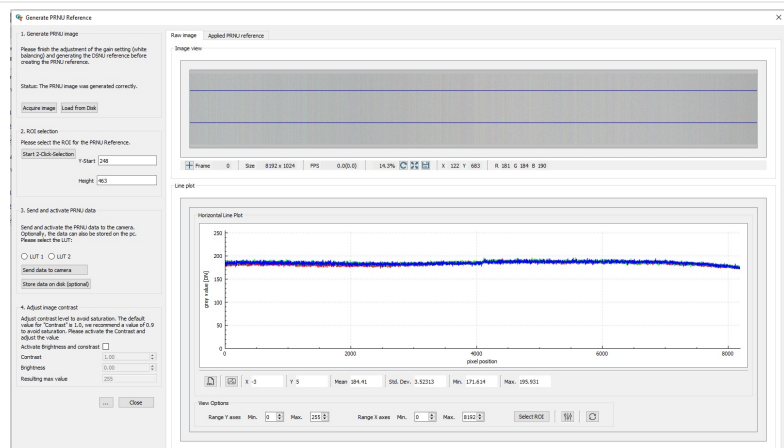 Generate PRNU Reference
1. Generate PRNU image
Please finish the adjustment of the gain setting (white
balancing) and generating the DSNU reference before
creating the PRNU reference.
Status: The PRNU image was generated correctly.
Acquire image Load from Disk
2. ROI selection
Please select the ROI for the PRNU Reference.
Start 2-Click-Selection
Y-Start 248
Height 463
3. Send and activate PRNU data
Send and activate the PRNU data to the camera.
Optionally, the data can also be stored on the pc.
Please select the LUT:
LUT 1 LUT 2
Send data to camera
Store data on disk (optional)
4. Adjust image contrast
Adjust contrast level to avoid saturation. The default
value for "Contrast" is 1.0, we recommend a value of 0.9
to avoid saturation. Please activate the Contrast and
adjust the value
Activate Brightness and constrast
Contrast 1.00
Brightness 0.00
Resulting max value 255
... Close
Raw image Applied PRNU reference
Image view
Frame 0 Size 8192 x 1024 FPS 0.0(0.0) 14.3% X 122 Y 683 R 181 G 184 B 190
Line plot
Horizontal Line Plot
gray value [DN]
250
200
150
100
50
0
0 2000 4000 6000 8000
pixel position
X -3 Y 5 Mean 184.41 Std. Dev. 3.52313 Min. 171.614 Max. 195.931
View Options
Range Y axes Min. 0 Max. 255 Range X axes Min. 0 Max. 8192 Select ROI